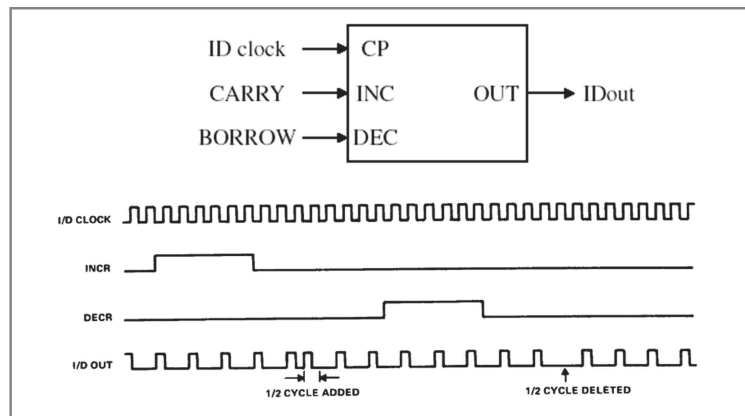 ID clock CP
CARRY INC OUT IDout
BORROW DEC
I/D CLOCK
INCR
DECR
I/D OUT
1/2 CYCLE ADDED 1/2 CYCLE DELETED